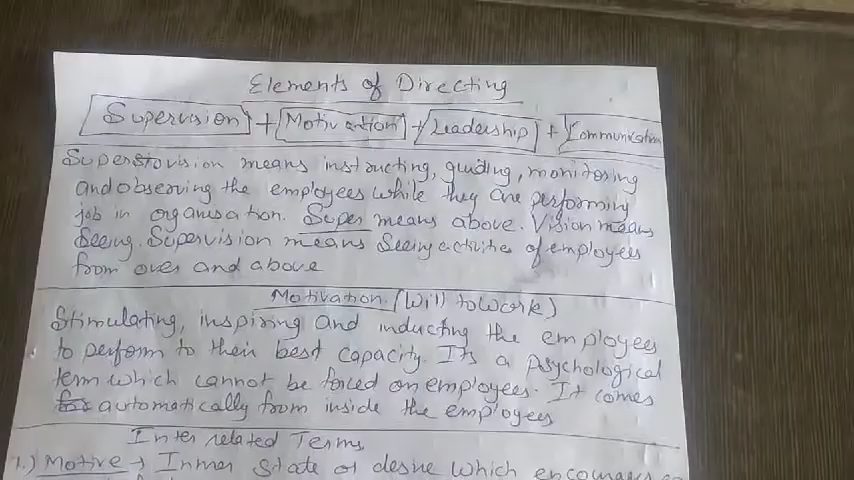 Elements of Directing
Supervision + Motivation + Leadership + Communication
Superstovision means instructing, guiding, monitoring
and observing the employees while they are performing
job in organisation. Super means above. Vision means
Seeing. Supervision means Seeing activities of employees
from over and above
Motivation (Will to Work)
Stimulating, inspiring and inducting the employees
to perform to their best capacity. Its a Psychological
term which cannot be forced on employees. It comes
automatically from inside the employees
Inter related Terms
1.) Motive → Inner State or desire which encourages